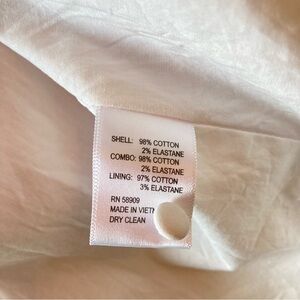 SHELL: 98% COTTON
2% ELASTANE
COMBO: 98% COTTON
2% ELASTANE
LINING: 97% COTTON
3% ELASTANE
RN 58909
MADE IN VIET
DRY CLEAN